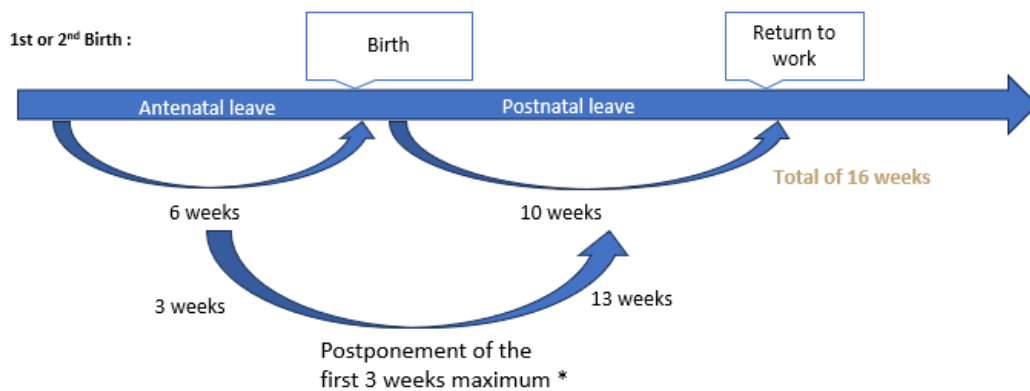 1st or 2nd Birth :
Birth
Return to
work
Antenatal leave
Postnatal leave
Total of 16 weeks
6 weeks
10 weeks
3 weeks
13 weeks
Postponement of the
first 3 weeks maximum *